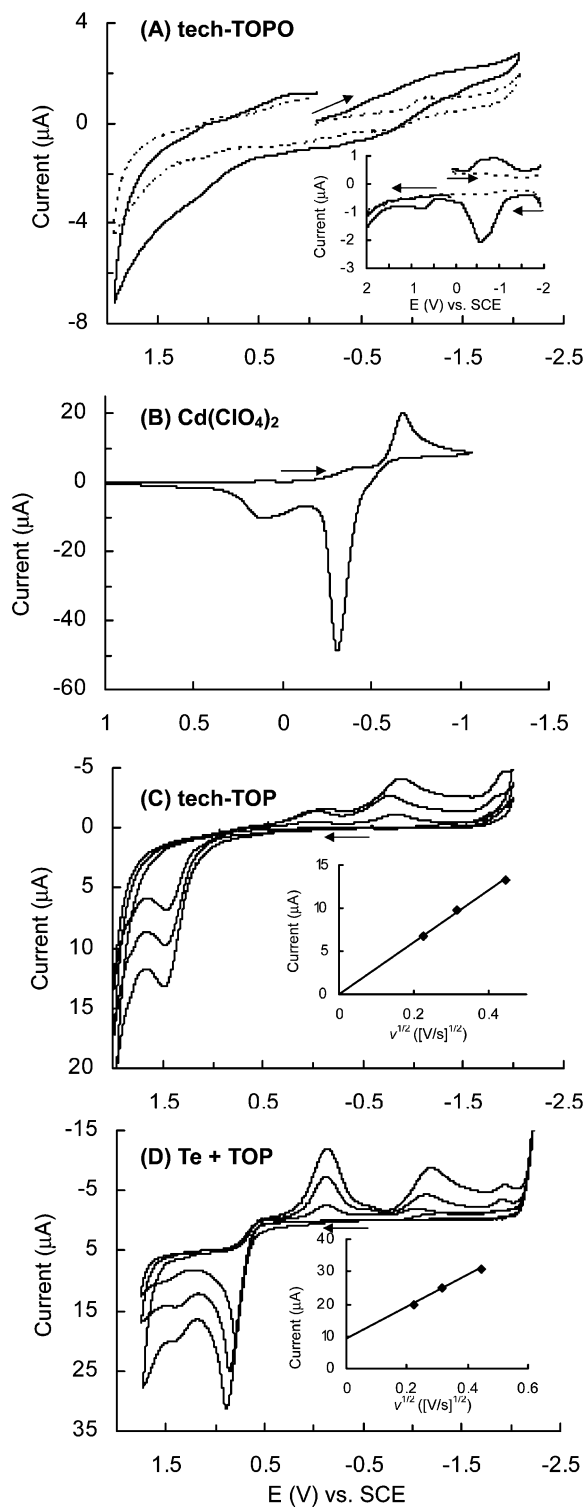 (A) tech-TOPO
4
0
-4
-8
Current (µA)
1
0
-1
-2
-3
Current (µA)
2 1 0 -1 -2
E (V) vs. SCE
1.5 0.5 -0.5 -1.5 -2.5
(B) Cd(ClO₄)₂
20
0
-20
-40
-60
Current (µA)
1 0.5 0 -0.5 -1 -1.5
(C) tech-TOP
-5
0
5
10
15
20
Current (µA)
15
10
5
0
Current (µA)
0 0.2 0.4
v^1/2 ([V/s]^1/2)
1.5 0.5 -0.5 -1.5 -2.5
(D) Te + TOP
-15
-5
5
15
25
35
Current (µA)
40
30
20
10
0
Current (µA)
0 0.2 0.4 0.6
v^1/2 ([V/s]^1/2)
1.5 0.5 -0.5 -1.5 -2.5
E (V) vs. SCE